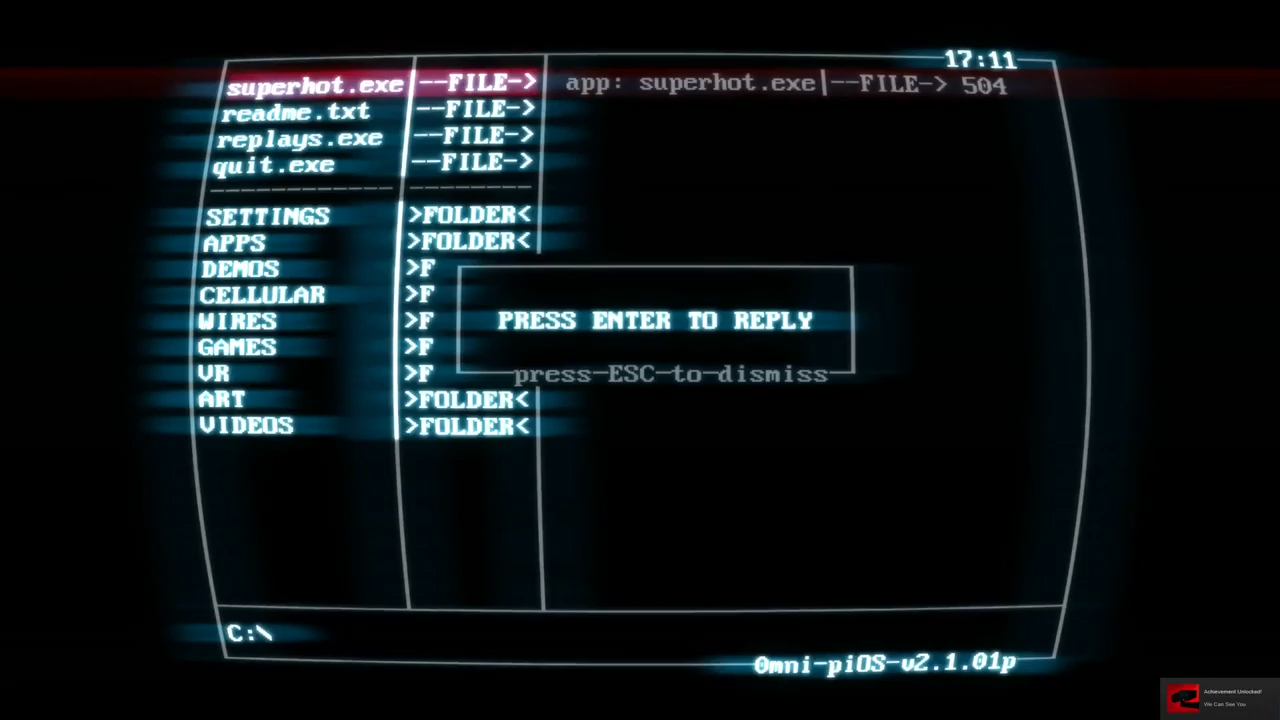 17:11
superhot.exe --FILE-> app: superhot.exe|--FILE-> 504
readme.txt --FILE->
replays.exe --FILE->
quit.exe --FILE->
------------- ---------
SETTINGS >FOLDER<
APPS >FOLDER<
DEMOS >F
CELLULAR >F
WIRES >F
PRESS ENTER TO REPLY
GAMES >F
VR >F
press-ESC-to-dismiss
ART >FOLDER<
VIDEOS >FOLDER<
C:\
0mni-piOS-v2.1.01p
Achievement Unlocked!
We Can See You